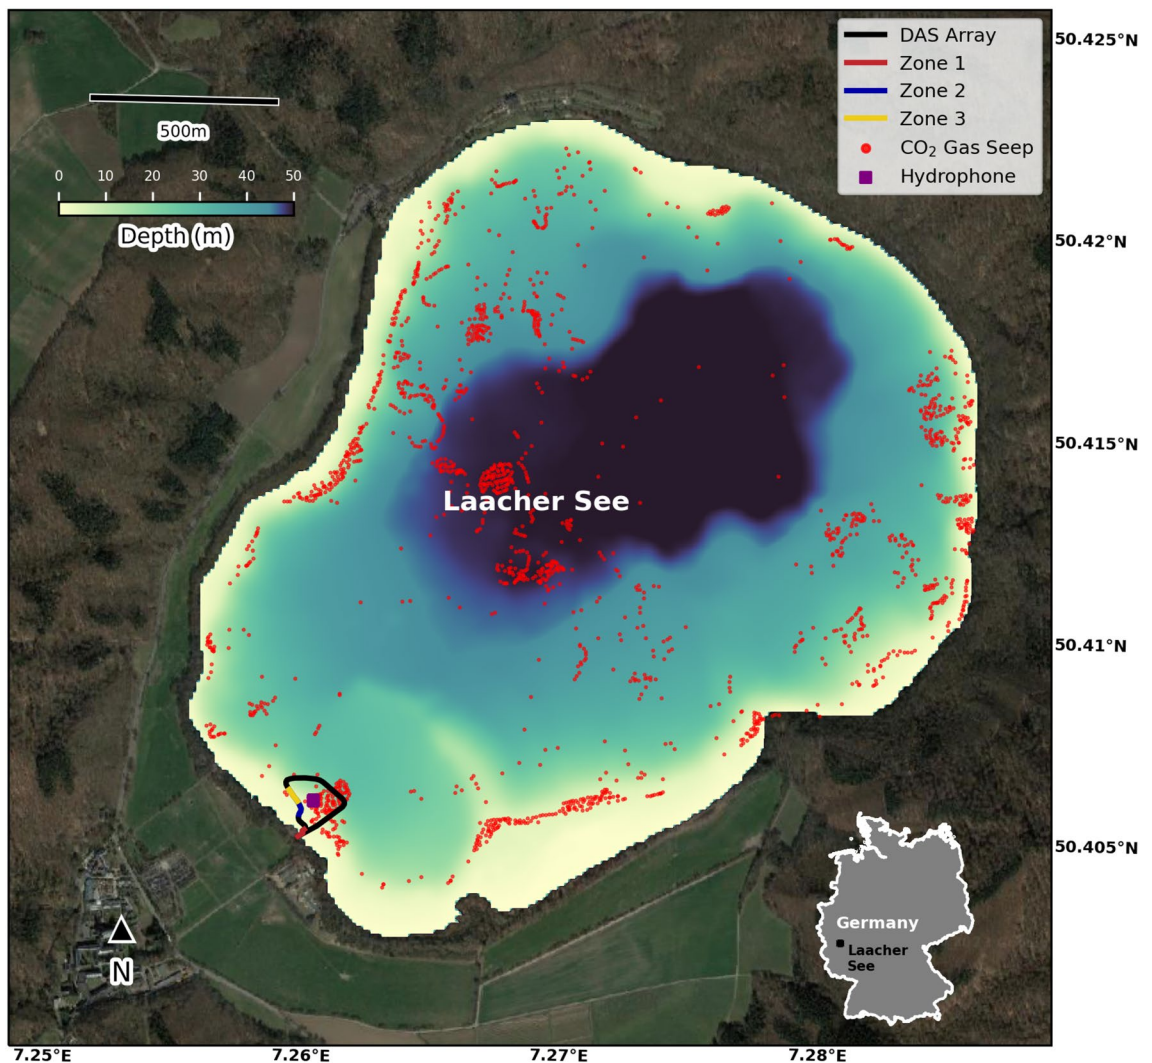 DAS Array
Zone 1
Zone 2
Zone 3
CO₂ Gas Seep
Hydrophone
500m
0 10 20 30 40 50
Depth (m)
Laacher See
50.425°N
50.42°N
50.415°N
50.41°N
50.405°N
Germany
Laacher
See
N
7.25°E 7.26°E 7.27°E 7.28°E